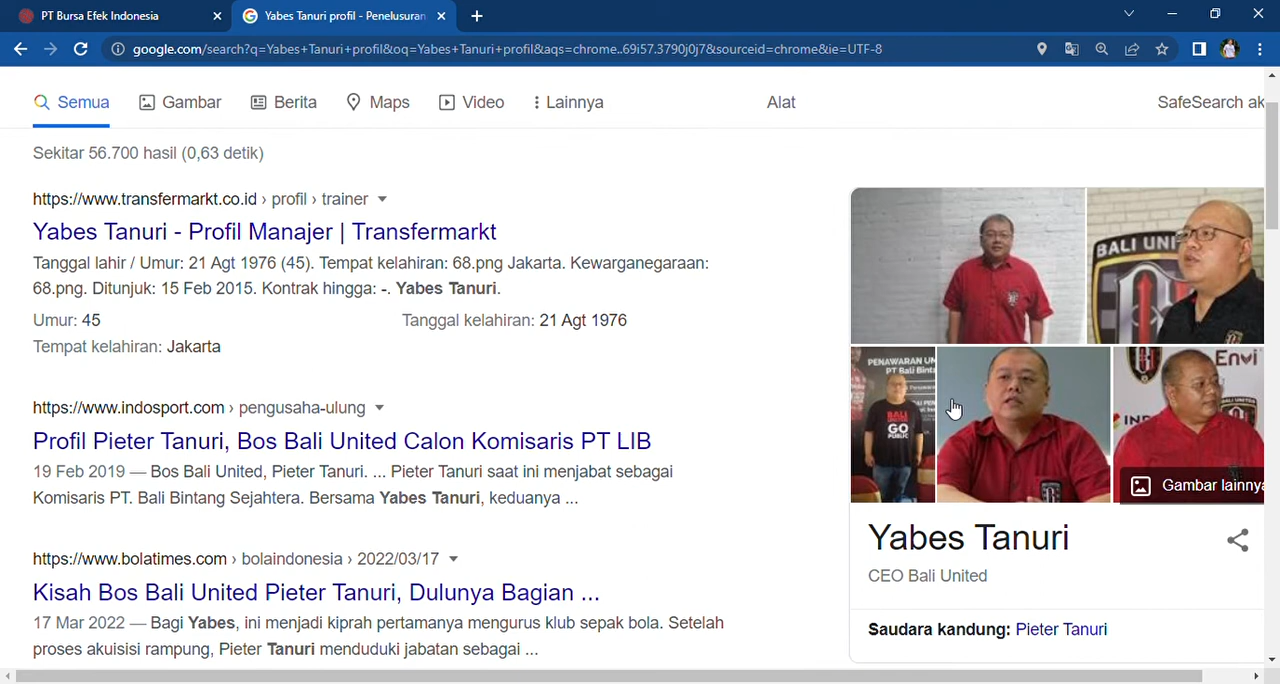 PT Bursa Efek Indonesia
Yabes Tanuri profil - Penelusuran
google.com/search?q=Yabes+Tanuri+profil&oq=Yabes+Tanuri+profil&aqs=chrome..69i57.3790j0j7&sourceid=chrome&ie=UTF-8
Semua Gambar Berita Maps Video Lainnya Alat SafeSearch ak
Sekitar 56.700 hasil (0,63 detik)
https://www.transfermarkt.co.id › profil › trainer
Yabes Tanuri - Profil Manajer | Transfermarkt
Tanggal lahir / Umur: 21 Agt 1976 (45). Tempat kelahiran: 68.png Jakarta. Kewarganegaraan:
68.png. Ditunjuk: 15 Feb 2015. Kontrak hingga: -. Yabes Tanuri.
Umur: 45 Tanggal kelahiran: 21 Agt 1976
Tempat kelahiran: Jakarta
https://www.indosport.com › pengusaha-ulung
Profil Pieter Tanuri, Bos Bali United Calon Komisaris PT LIB
19 Feb 2019 — Bos Bali United, Pieter Tanuri. ... Pieter Tanuri saat ini menjabat sebagai
Komisaris PT. Bali Bintang Sejahtera. Bersama Yabes Tanuri, keduanya ...
https://www.bolatimes.com › bolaindonesia › 2022/03/17
Kisah Bos Bali United Pieter Tanuri, Dulunya Bagian ...
17 Mar 2022 — Bagi Yabes, ini menjadi kiprah pertamanya mengurus klub sepak bola. Setelah
proses akuisisi rampung, Pieter Tanuri menduduki jabatan sebagai ...
BALI UNI
PENAWARAN UM
PT Bali Binta
BALI
UNITED
GO
PUBLIC
Envi
Gambar lainnya
Yabes Tanuri
CEO Bali United
Saudara kandung: Pieter Tanuri